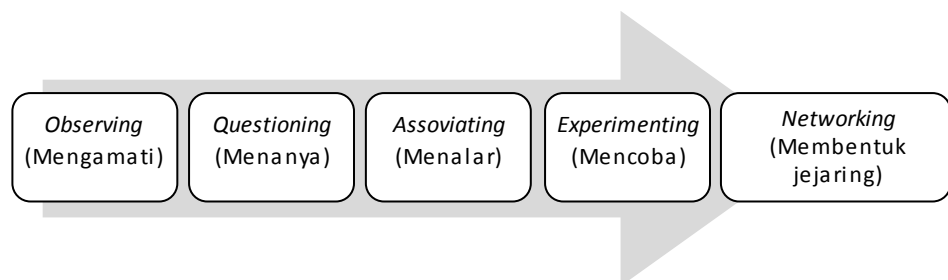 Observing
(Mengamati)
Questioning
(Menanya)
Assoviating
(Menalar)
Experimenting
(Mencoba)
Networking
(Membentuk
jejaring)